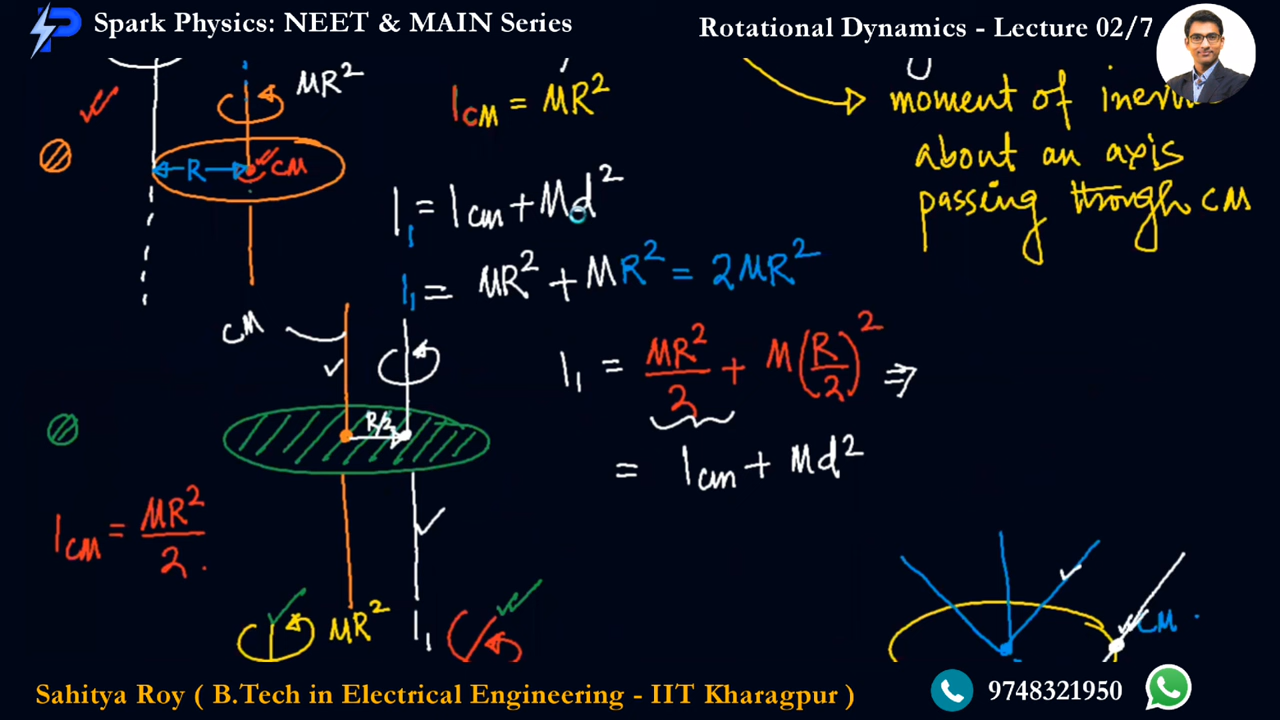 Spark Physics: NEET & MAIN Series
Rotational Dynamics - Lecture 02/7
MR²
I_CM = MR²
moment of inertia
about an axis
passing through CM
R
CM
I₁ = I_cm + Md²
I₁ = MR² + MR² = 2MR²
CM
I₁ = MR²/2 + M(R/2)² ⇒
R/2
= I_cm + Md²
I_CM = MR²/2.
MR²
I₁
CM.
Sahitya Roy ( B.Tech in Electrical Engineering - IIT Kharagpur )
9748321950